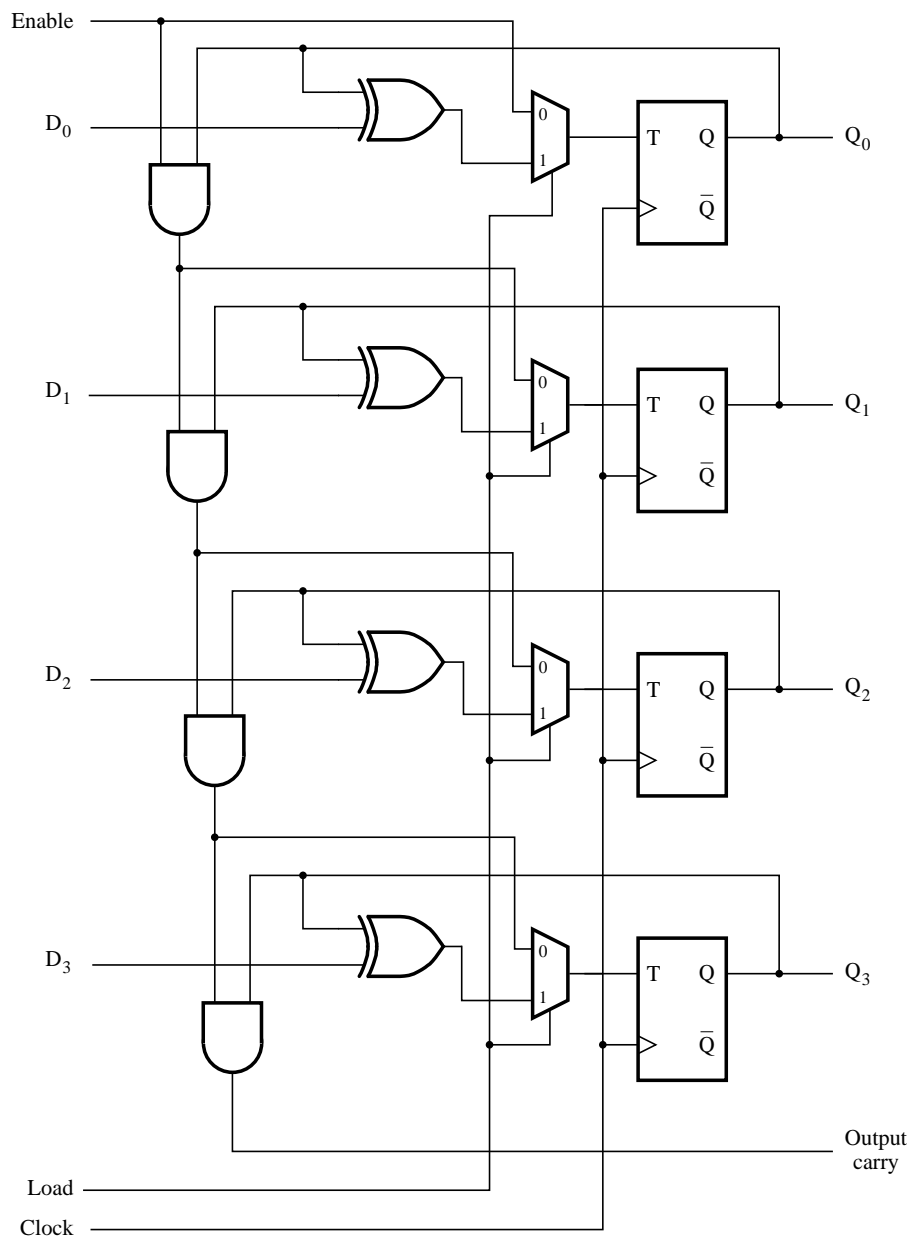 Enable
0
D₀
T Q Q₀
1
Q̅
0
D₁
T Q Q₁
1
Q̅
0
D₂
T Q Q₂
1
Q̅
0
D₃
T Q Q₃
1
Q̅
Output
carry
Load
Clock